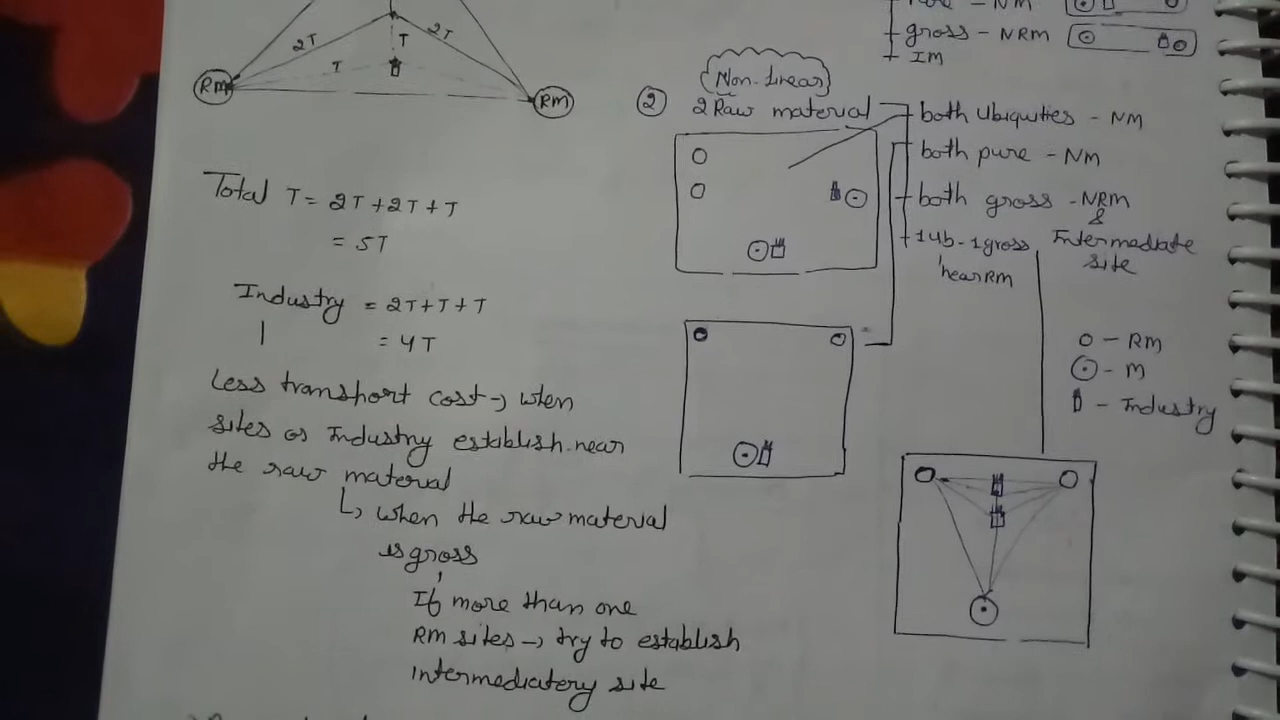 2T
2T
T
T
RM
RM
Total T = 2T+2T+T
= 5T
Industry = 2T+T+T
= 4T
Less transport cost → when
sites or Industry establish near
the raw material
↳ when the raw material
is gross
If more than one
RM sites → try to establish
intermediatory site
- NM
gross - NRM
IM
Non-Linear
② 2 Raw material
both Ubiquties - NM
both pure - NM
both gross - NRM
&
Intermediate
site
1 Ub - 1 gross
near RM
O - RM
⊙ - M
- Industry